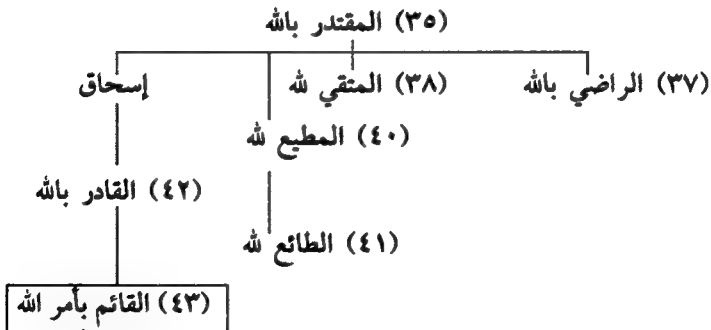 (٣٥) المقتدر بالله
(٣٧) الراضي بالله (٣٨) المتقي لله إسحاق
(٤٠) المطيع لله
(٤٢) القادر بالله
(٤١) الطائع لله
(٤٣) القائم بأمر الله